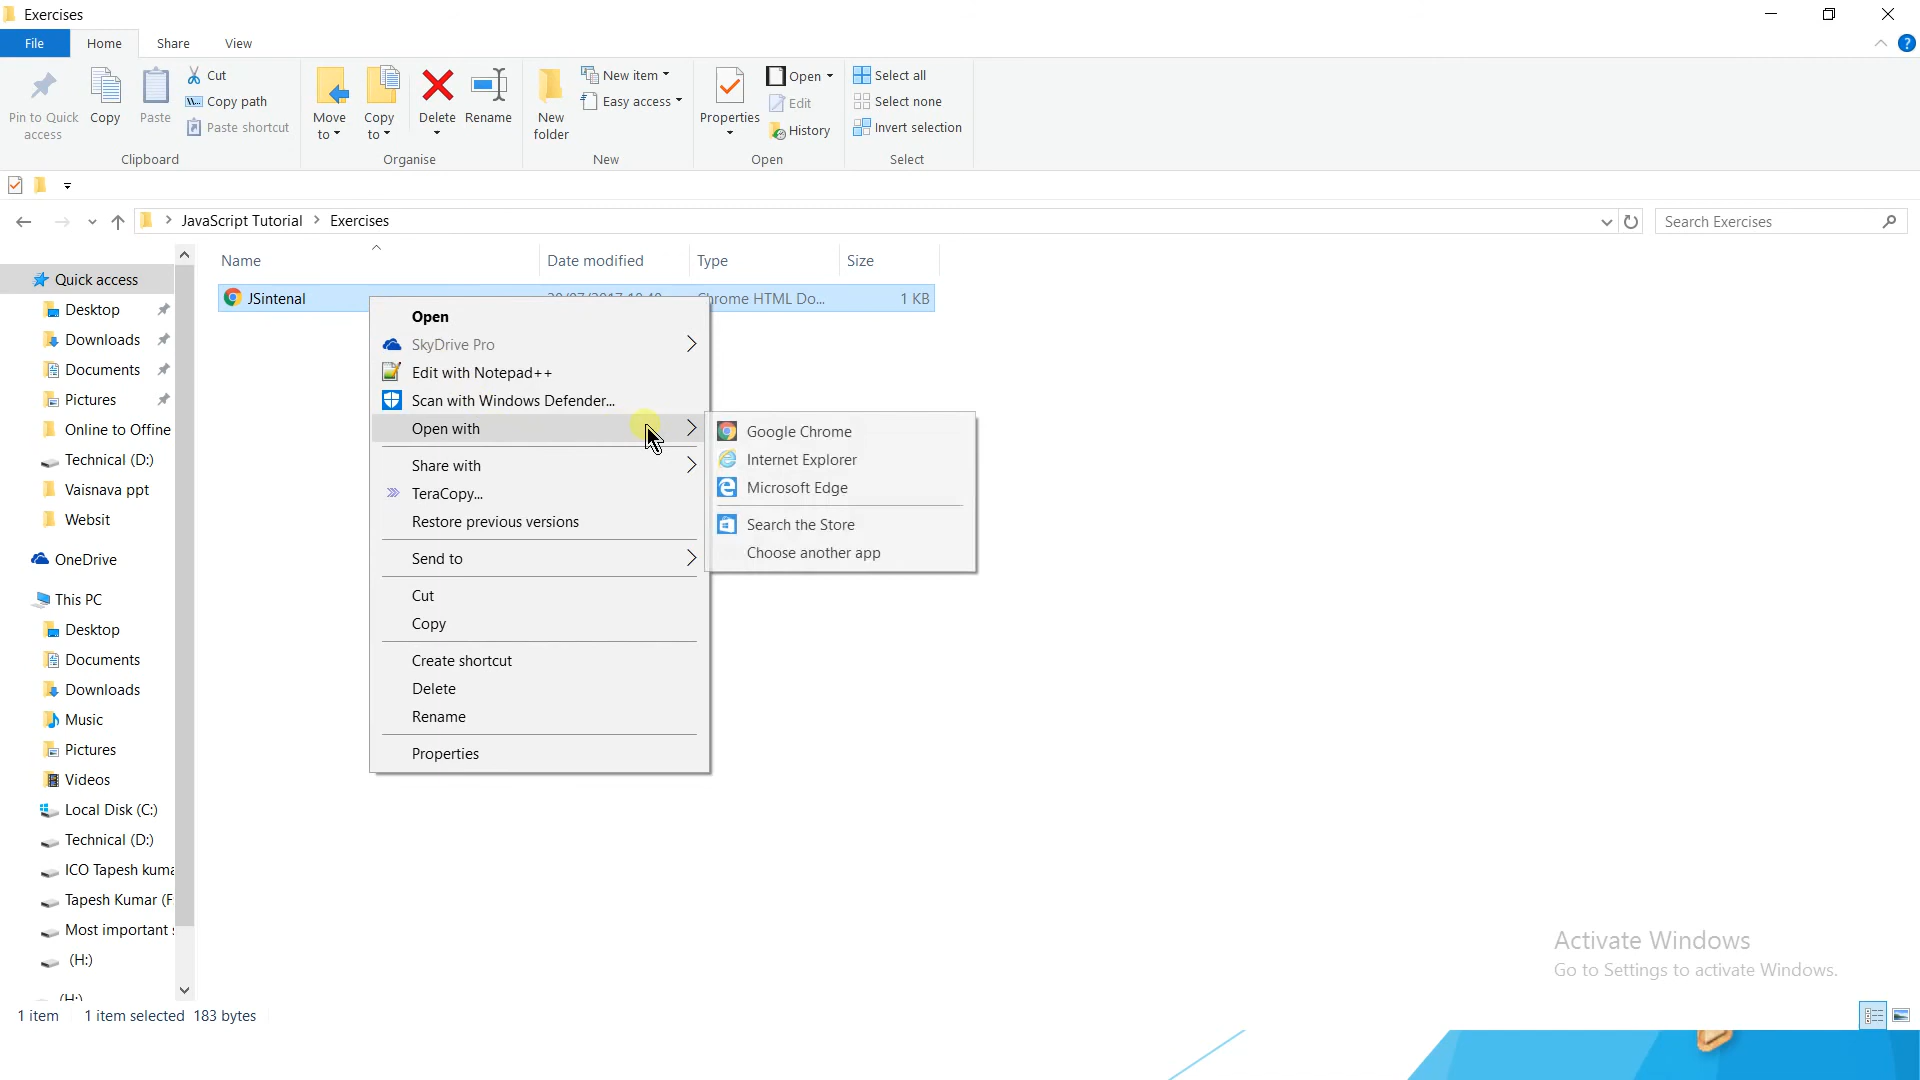 Exercises
File
Home
Share
View
Pin to Quick
access
Copy
Paste
Cut
Copy path
Paste shortcut
Clipboard
Move
to
Copy
to
Delete
Rename
Organise
New
folder
New item
Easy access
New
Properties
Open
Edit
History
Open
Select all
Select none
Invert selection
Select
JavaScript Tutorial
Exercises
Search Exercises
Name
Date modified
Type
Size
JSintenal
Chrome HTML Do...
1 KB
Quick access
Desktop
Downloads
Documents
Pictures
Online to Offine
Technical (D:)
Vaisnava ppt
Websit
OneDrive
This PC
Desktop
Documents
Downloads
Music
Pictures
Videos
Local Disk (C:)
Technical (D:)
ICO Tapesh kuma
Tapesh Kumar (F
Most important
(H:)
(H:)
Open
SkyDrive Pro
Edit with Notepad++
Scan with Windows Defender...
Open with
Share with
TeraCopy...
Restore previous versions
Send to
Cut
Copy
Create shortcut
Delete
Rename
Properties
Google Chrome
Internet Explorer
Microsoft Edge
Search the Store
Choose another app
Activate Windows
Go to Settings to activate Windows.
1 item
1 item selected 183 bytes